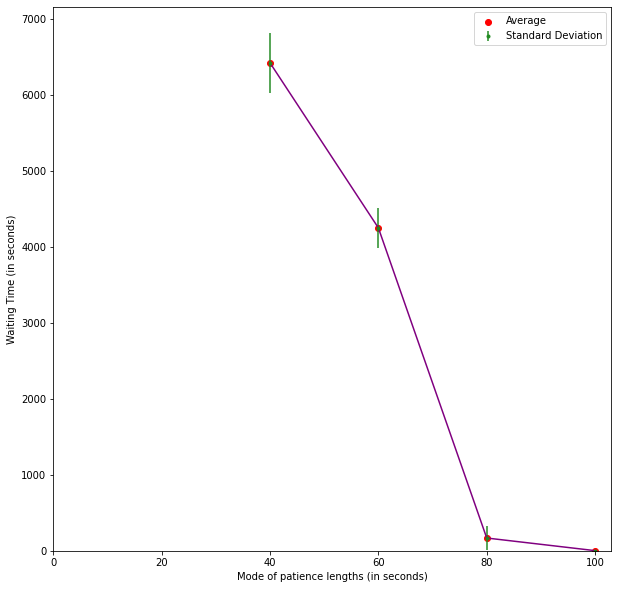 Average
Standard Deviation
7000
6000
5000
4000
3000
2000
1000
0
Waiting Time (in seconds)
0 20 40 60 80 100
Mode of patience lengths (in seconds)